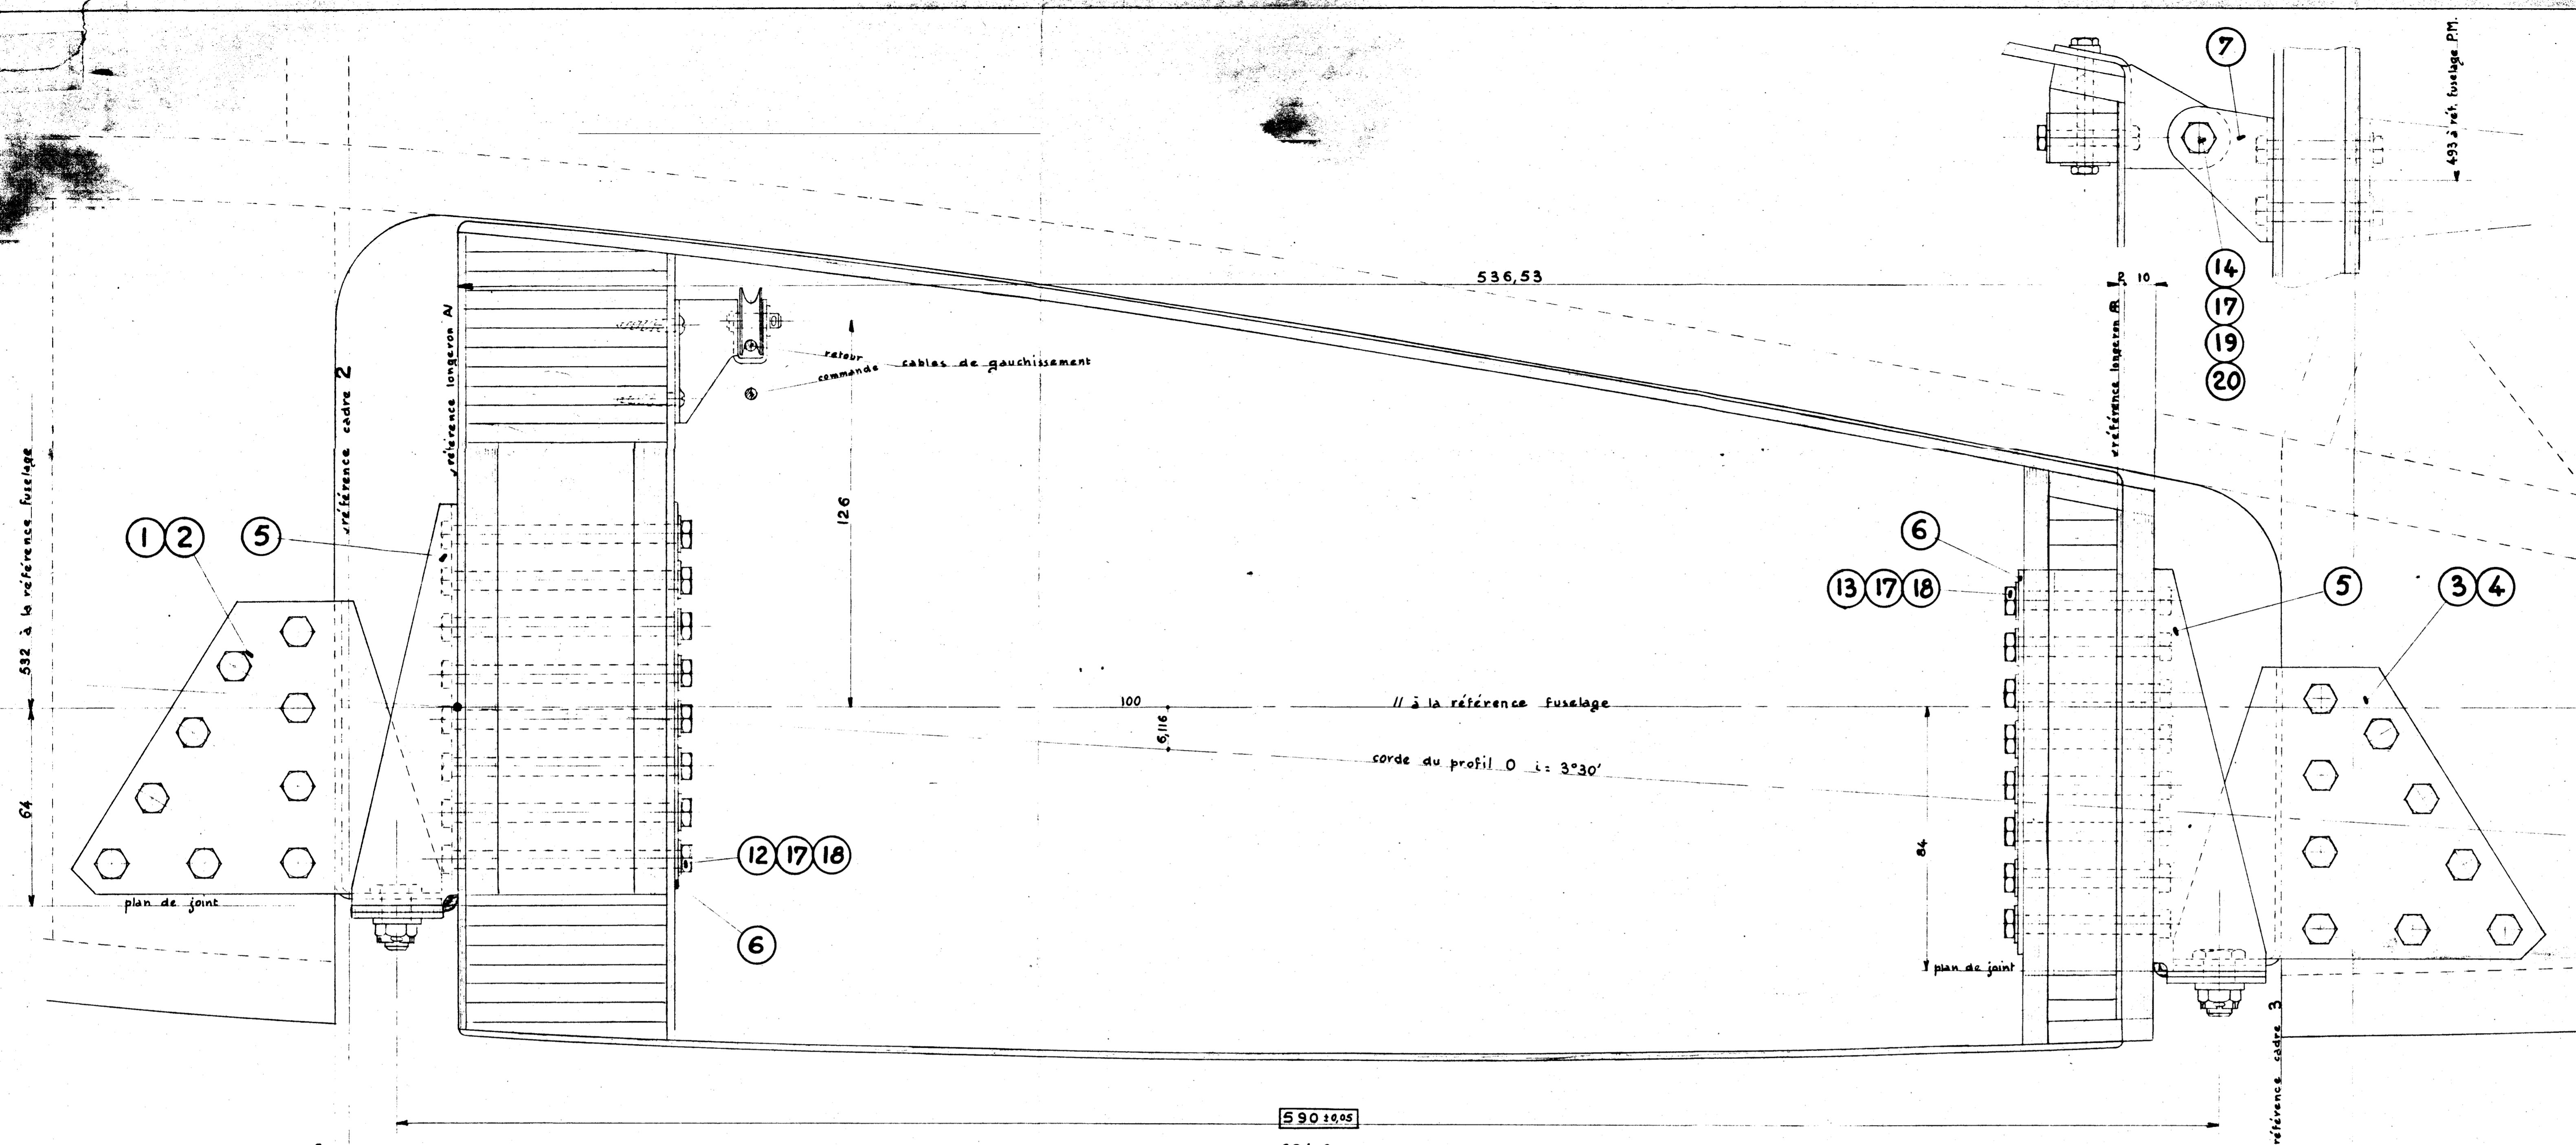 7
493 à réf. fuselage P.M.
14
17
19
20
536,53
2 10
référence cadre 2
référence longeron AV
référence longeron AR
retour
commande
cables de gauchissement
532 à la référence fuselage
126
1 2 5
6
13 17 18
5
3 4
100
// à la référence fuselage
6,116
corde du profil 0 i = 3°30'
64
84
12 17 18
6
plan de joint
plan de joint
référence cadre 3
590 ±0,05